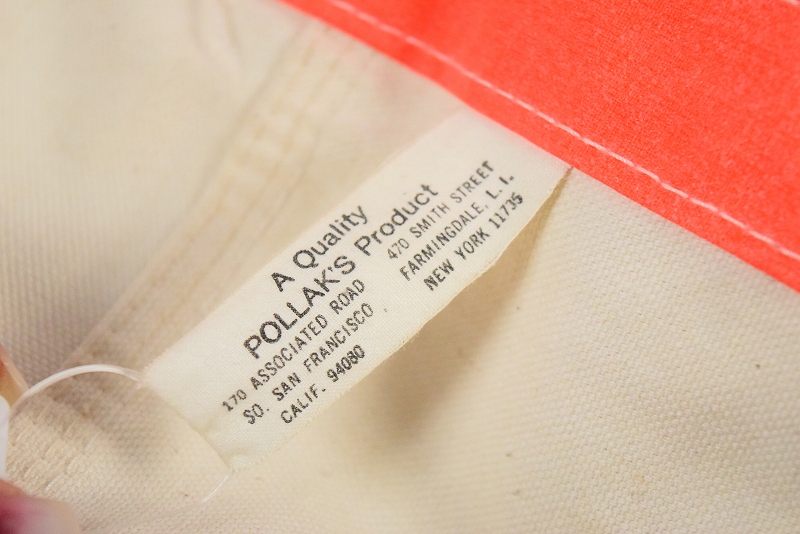 A Quality
POLLAK'S Product
170 ASSOCIATED ROAD
SO. SAN FRANCISCO
CALIF. 94080
470 SMITH STREET
FARMINGDALE, L. I.
NEW YORK 11735